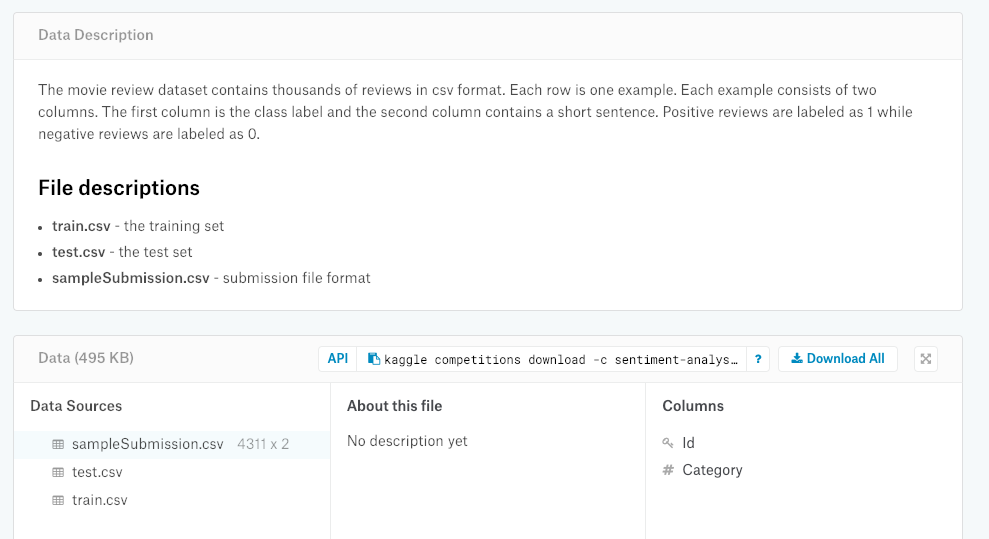 Data Description
The movie review dataset contains thousands of reviews in csv format. Each row is one example. Each example consists of two
columns. The first column is the class label and the second column contains a short sentence. Positive reviews are labeled as 1 while
negative reviews are labeled as 0.
File descriptions
• train.csv - the training set
• test.csv - the test set
• sampleSubmission.csv - submission file format
Data (495 KB)
API kaggle competitions download -c sentiment-analys… ? Download All
Data Sources
sampleSubmission.csv 4311 x 2
test.csv
train.csv
About this file
No description yet
Columns
Id
# Category